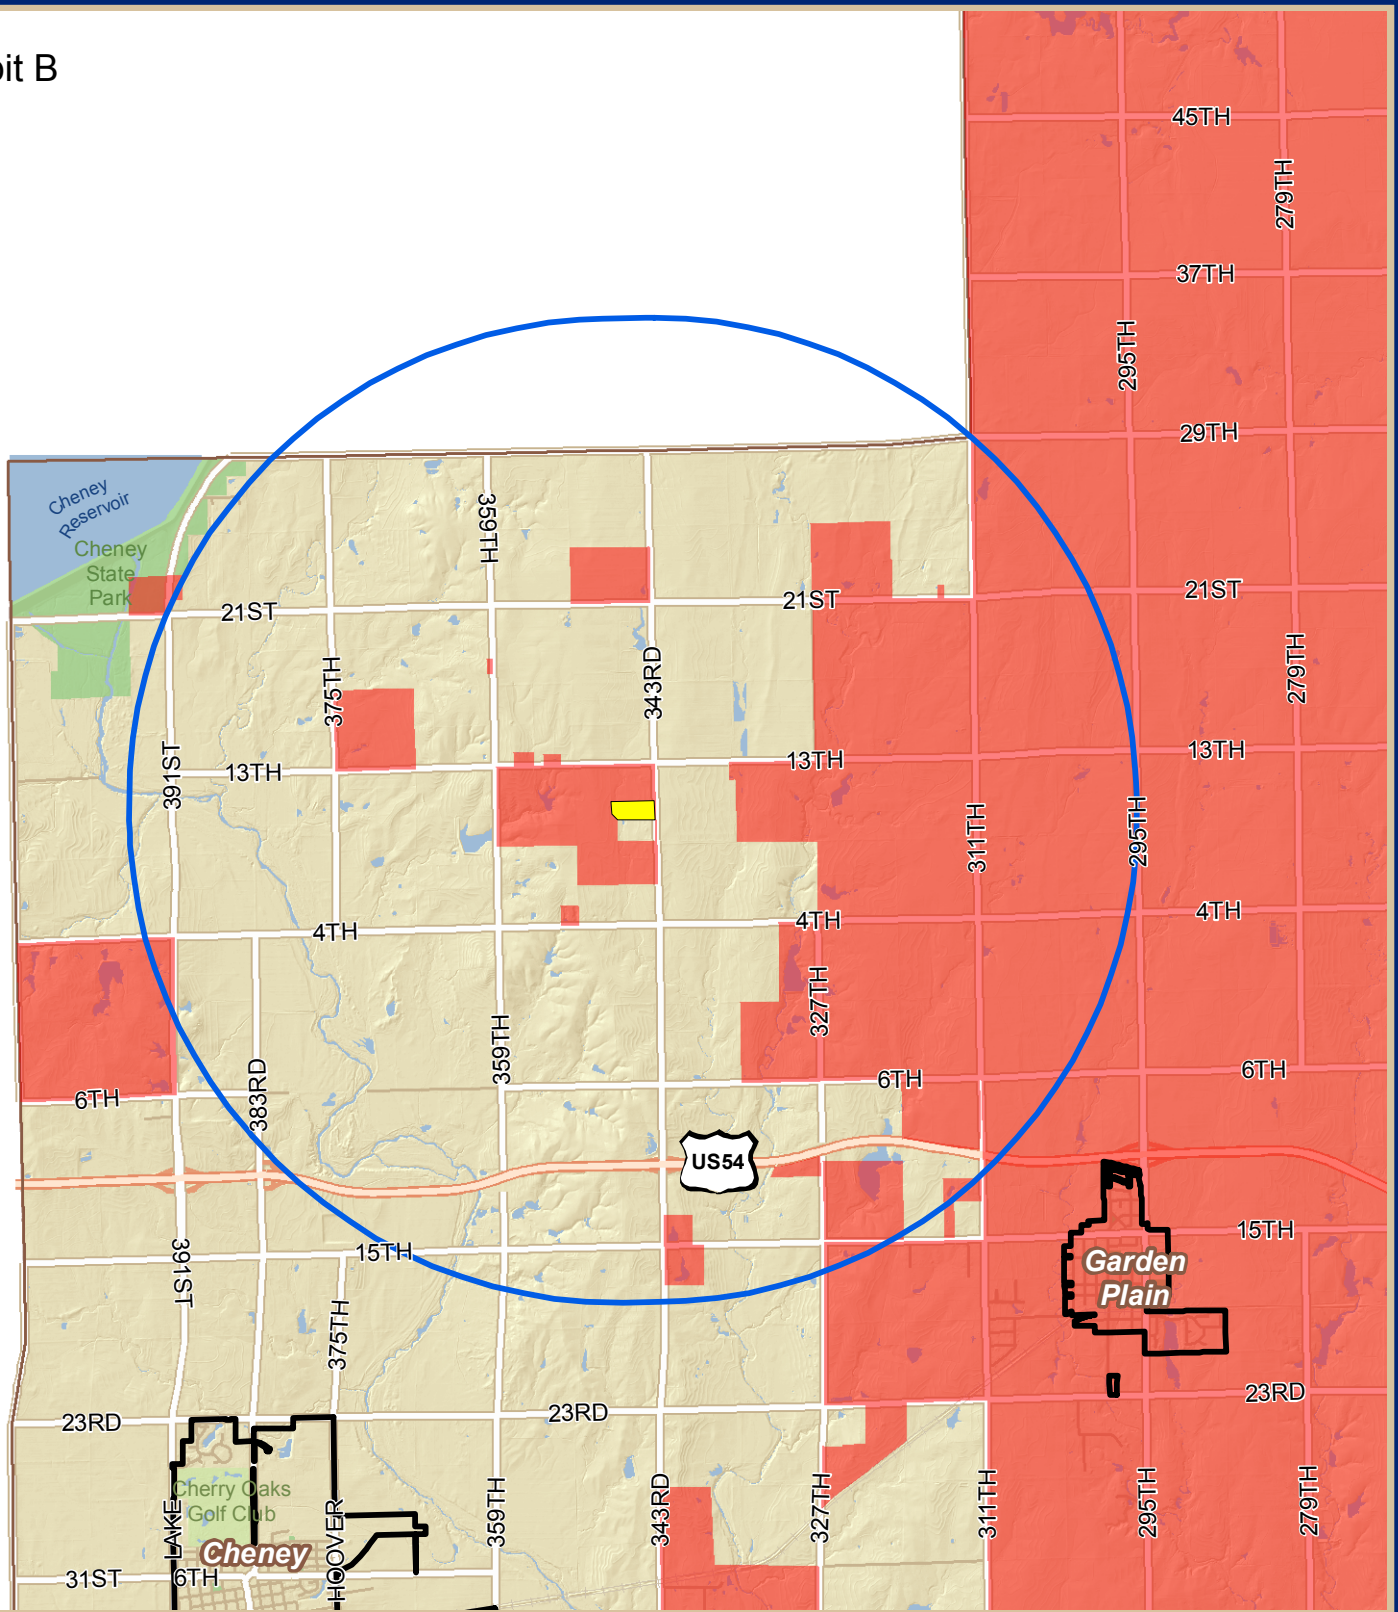 it B
45TH
279TH
37TH
295TH
29TH
Cheney
Reservoir
359TH
Cheney
State
Park
21ST
21ST
21ST
375TH
343RD
279TH
391ST
13TH
13TH
13TH
311TH
295TH
4TH
4TH
4TH
327TH
359TH
383RD
6TH
6TH
6TH
US54
391ST
15TH
15TH
Garden
Plain
375TH
23RD
23RD
23RD
Cherry Oaks
Golf Club
LAKE
HOOVER
359TH
343RD
327TH
311TH
295TH
279TH
Cheney
31ST
6TH